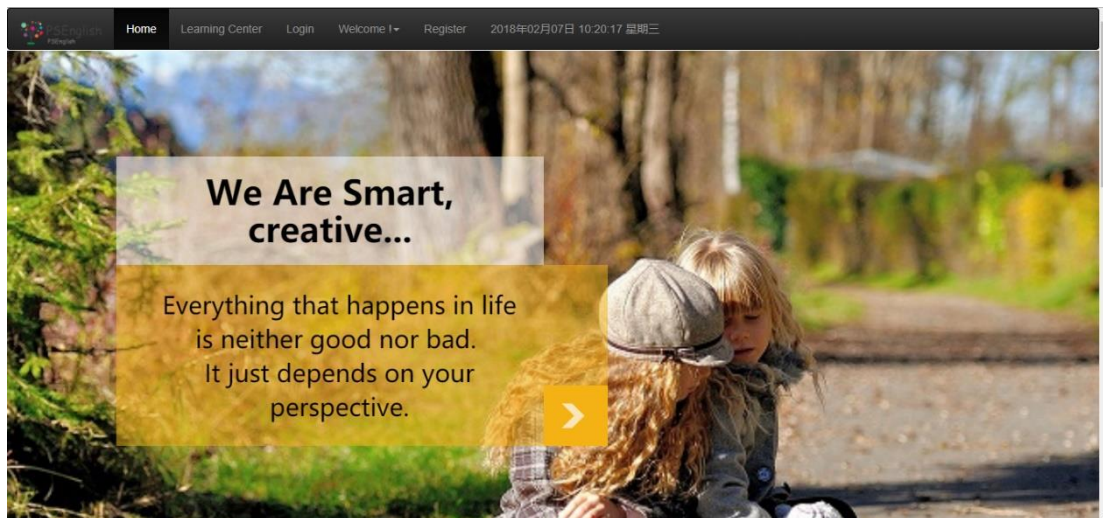 PSEnglish
PSEnglish
Home Learning Center Login Welcome ! Register 2018年02月07日 10:20:17 星期三
We Are Smart,
creative...
Everything that happens in life
is neither good nor bad.
It just depends on your
perspective.